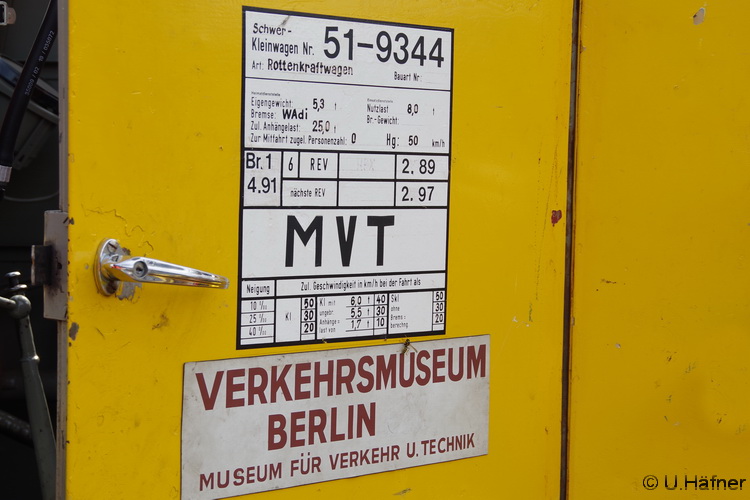 Schwer-
Kleinwagen Nr. 51-9344
Art: Rottenkraftwagen Bauart Nr.
Eigengewicht: 5,3 t Nutzlast 8,0 t
Bremse: WAdi Br.-Gewicht:
Zul. Anhängelast: 25,0 t
Zur Mitfahrt zugel. Personenzahl: 0 Hg: 50 km/h
Br. 1 6 REV 2. 89
4.91 nächste REV 2. 97
MVT
Neigung Zul. Geschwindigkeit in km/h bei der Fahrt als
10 ‰ Kl 50 Kl mit 6,0 t 40 Skl 50
25 ‰ 30 ungebr. 5,5 t 30 ohne 30
40 ‰ 20 Anhänge- last von 1,7 t 10 Brems- berechng. 20
VERKEHRSMUSEUM
BERLIN
MUSEUM FÜR VERKEHR U. TECHNIK
© U.Häfner